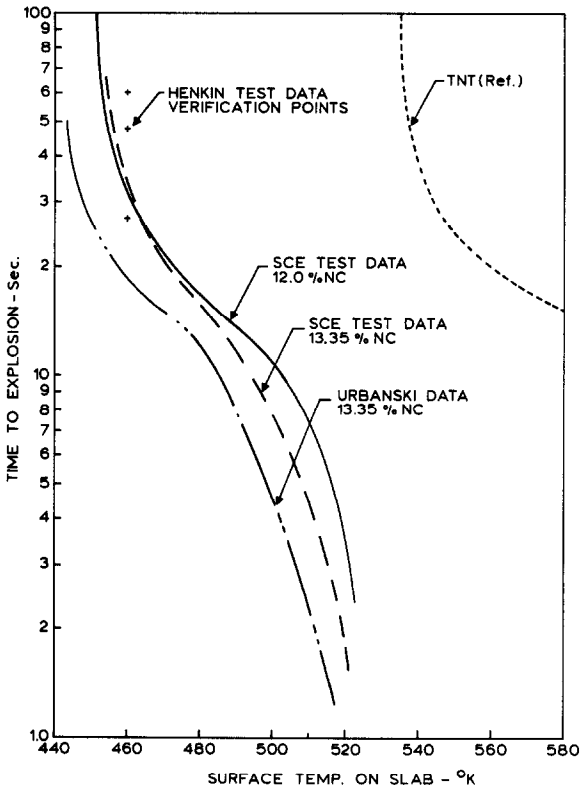 100
9
8
7
6
5
4
3
2
10
9
8
7
6
5
4
3
2
1.0
TIME TO EXPLOSION - Sec.
HENKIN TEST DATA
VERIFICATION POINTS
TNT (Ref.)
SCE TEST DATA
12.0 % NC
SCE TEST DATA
13.35 % NC
URBANSKI DATA
13.35 % NC
440 460 480 500 520 540 560 580
SURFACE TEMP. ON SLAB - °K